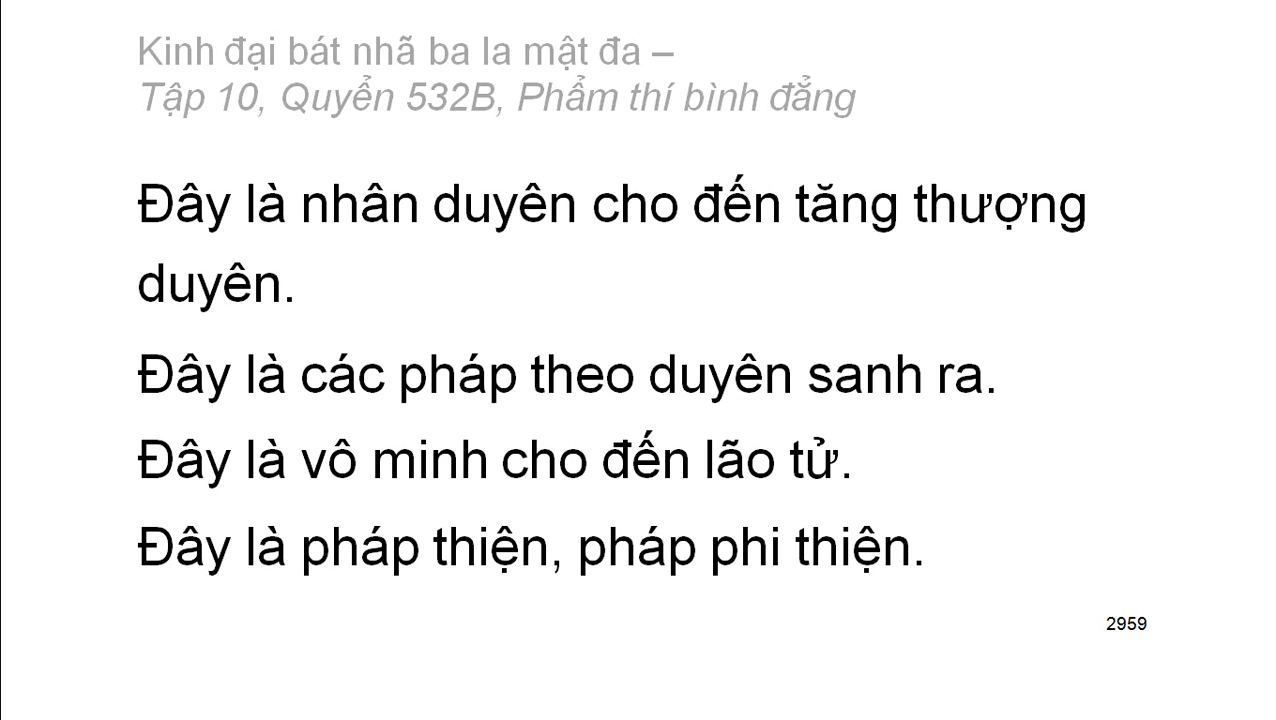 Kinh đại bát nhã ba la mật đa –
Tập 10, Quyển 532B, Phẩm thí bình đẳng
Đây là nhân duyên cho đến tăng thượng
duyên.
Đây là các pháp theo duyên sanh ra.
Đây là vô minh cho đến lão tử.
Đây là pháp thiện, pháp phi thiện.
2959